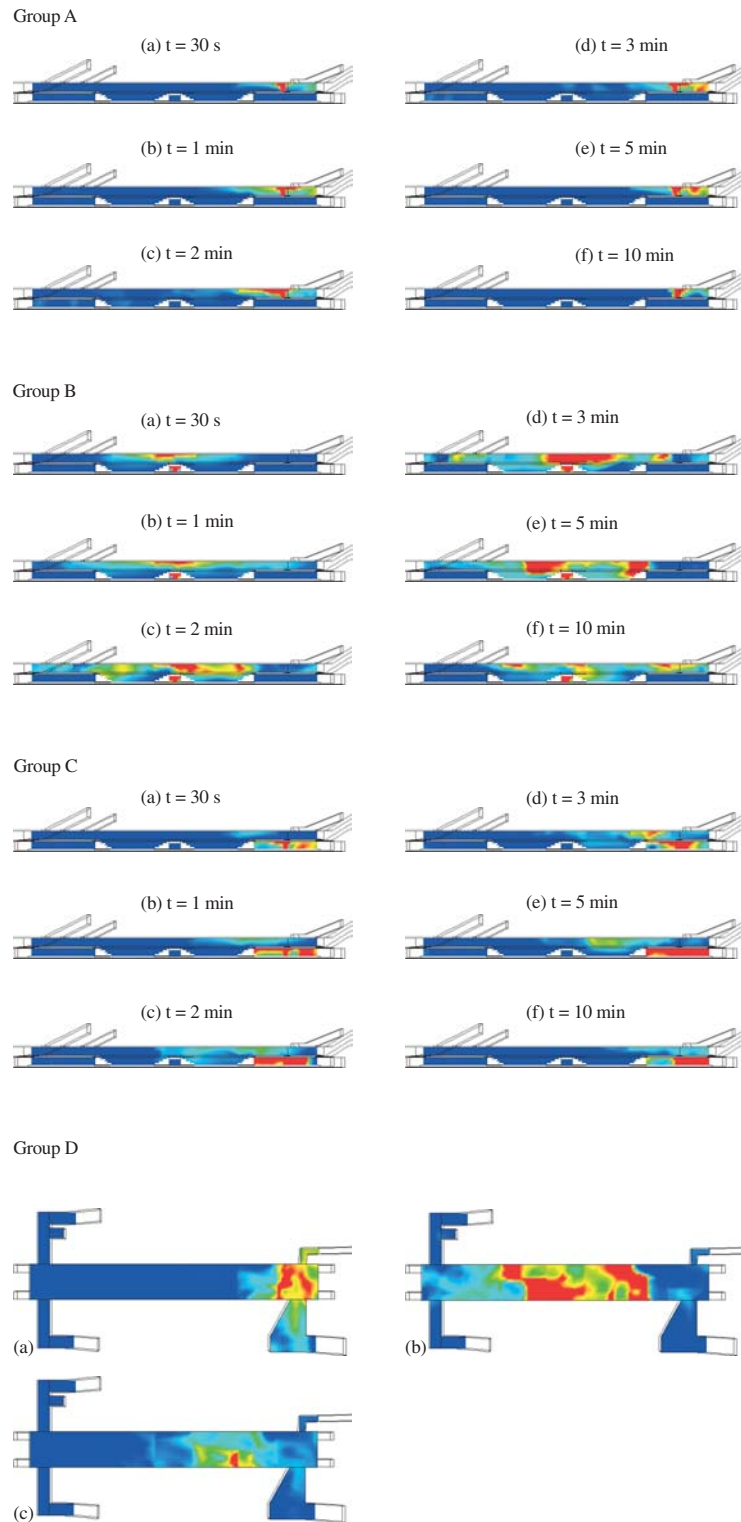 Group A
(a) t = 30 s
(d) t = 3 min
(b) t = 1 min
(e) t = 5 min
(c) t = 2 min
(f) t = 10 min
Group B
(a) t = 30 s
(d) t = 3 min
(b) t = 1 min
(e) t = 5 min
(c) t = 2 min
(f) t = 10 min
Group C
(a) t = 30 s
(d) t = 3 min
(b) t = 1 min
(e) t = 5 min
(c) t = 2 min
(f) t = 10 min
Group D
(a)
(b)
(c)